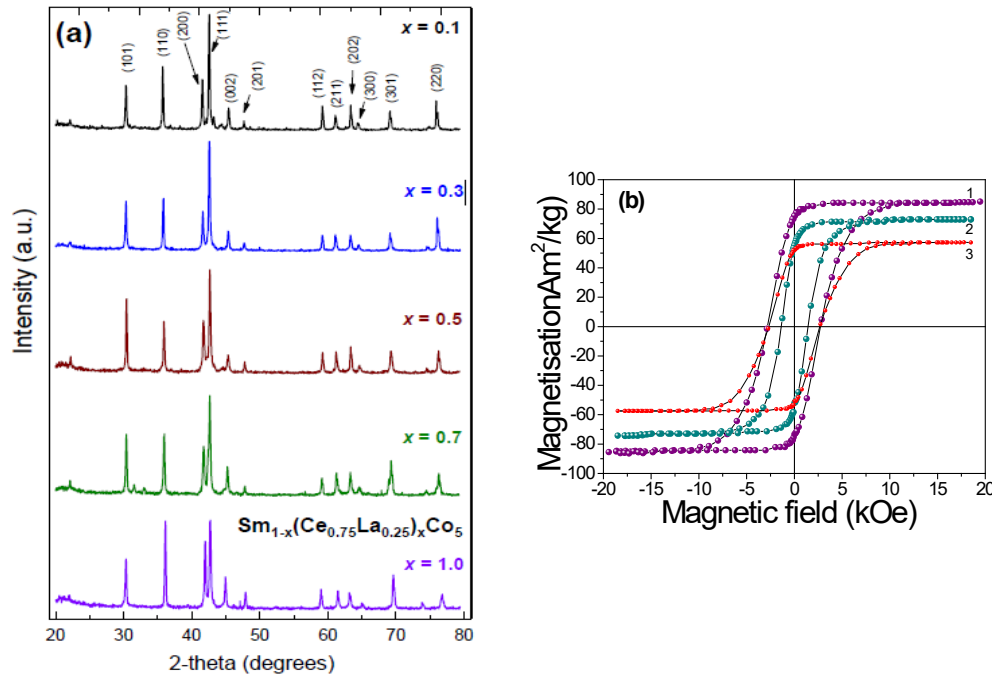 (a)
x = 0.1
(101)
(110)
(200)
(111)
(002)
(201)
(112)
(211)
(202)
(300)
(301)
(220)
x = 0.3
x = 0.5
x = 0.7
Sm1-x(Ce0.75La0.25)xCo5
x = 1.0
Intensity (a.u.)
20 30 40 50 60 70 80
2-theta (degrees)
(b)
1
2
3
100
80
60
40
20
0
-20
-40
-60
-80
-100
MagnetisationAm²/kg)
-20 -15 -10 -5 0 5 10 15 20
Magnetic field (kOe)